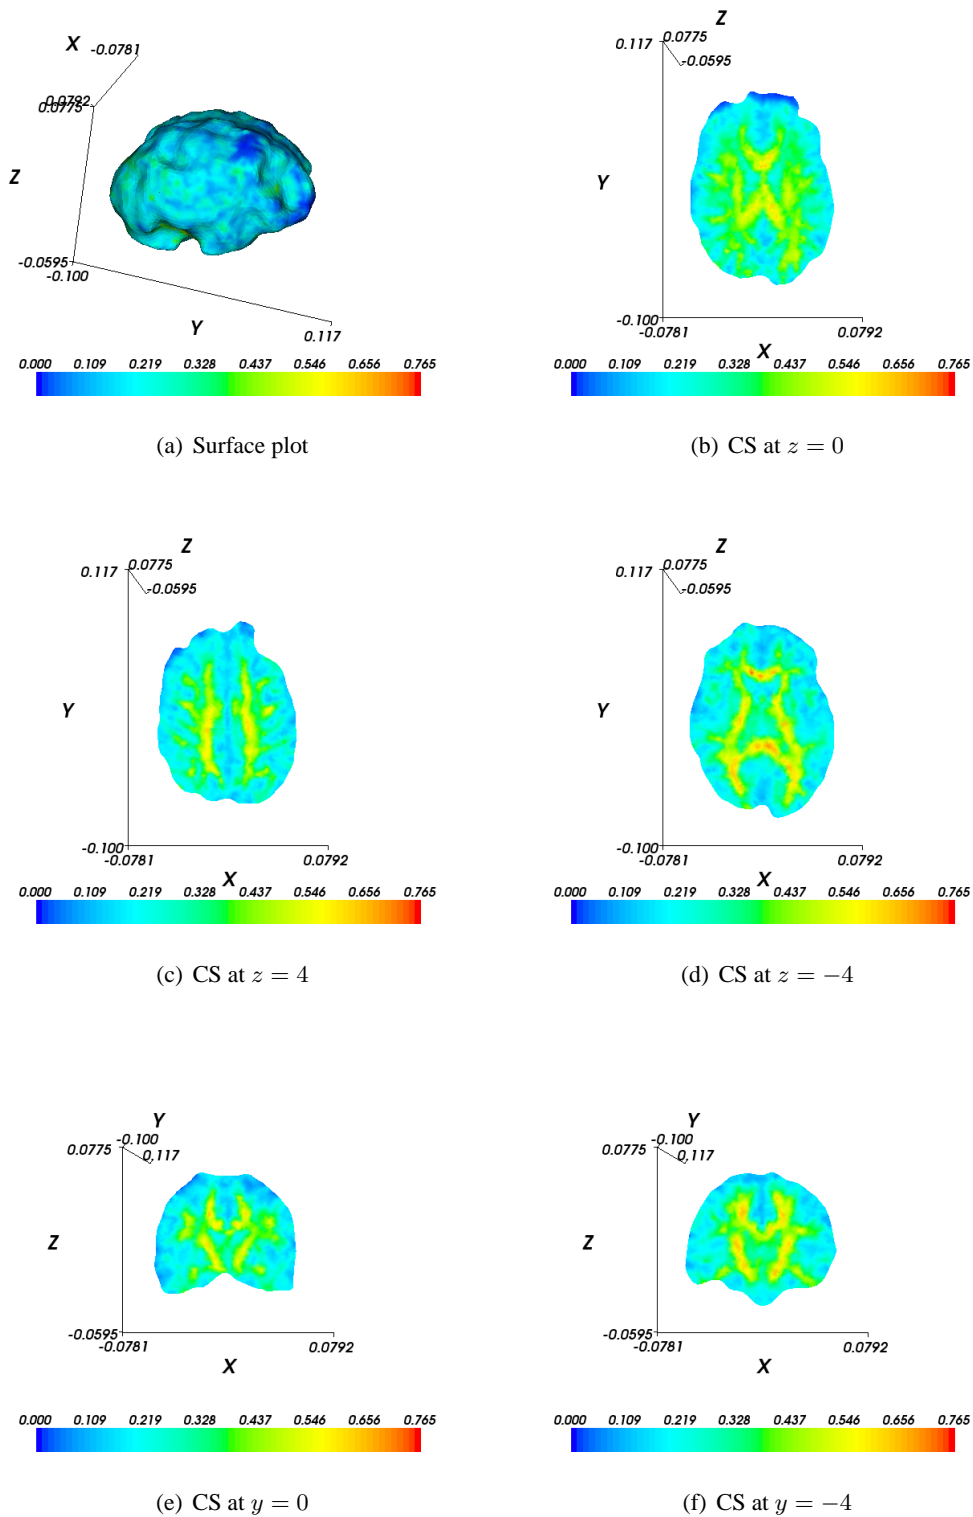 X -0.0781
0.0792
0.0775
Z
-0.0595
-0.100
Y
0.117
0.000 0.109 0.219 0.328 0.437 0.546 0.656 0.765
(a) Surface plot
Z
0.117 0.0775
-0.0595
Y
-0.100
-0.0781 0.0792
X
0.000 0.109 0.219 0.328 0.437 0.546 0.656 0.765
(b) CS at z = 0
Z
0.117 0.0775
-0.0595
Y
-0.100
-0.0781 0.0792
X
0.000 0.109 0.219 0.328 0.437 0.546 0.656 0.765
(c) CS at z = 4
Z
0.117 0.0775
-0.0595
Y
-0.100
-0.0781 0.0792
X
0.000 0.109 0.219 0.328 0.437 0.546 0.656 0.765
(d) CS at z = −4
Y
-0.100
0.0775 0.117
Z
-0.0595
-0.0781 0.0792
X
0.000 0.109 0.219 0.328 0.437 0.546 0.656 0.765
(e) CS at y = 0
Y
-0.100
0.0775 0.117
Z
-0.0595
-0.0781 0.0792
X
0.000 0.109 0.219 0.328 0.437 0.546 0.656 0.765
(f) CS at y = −4